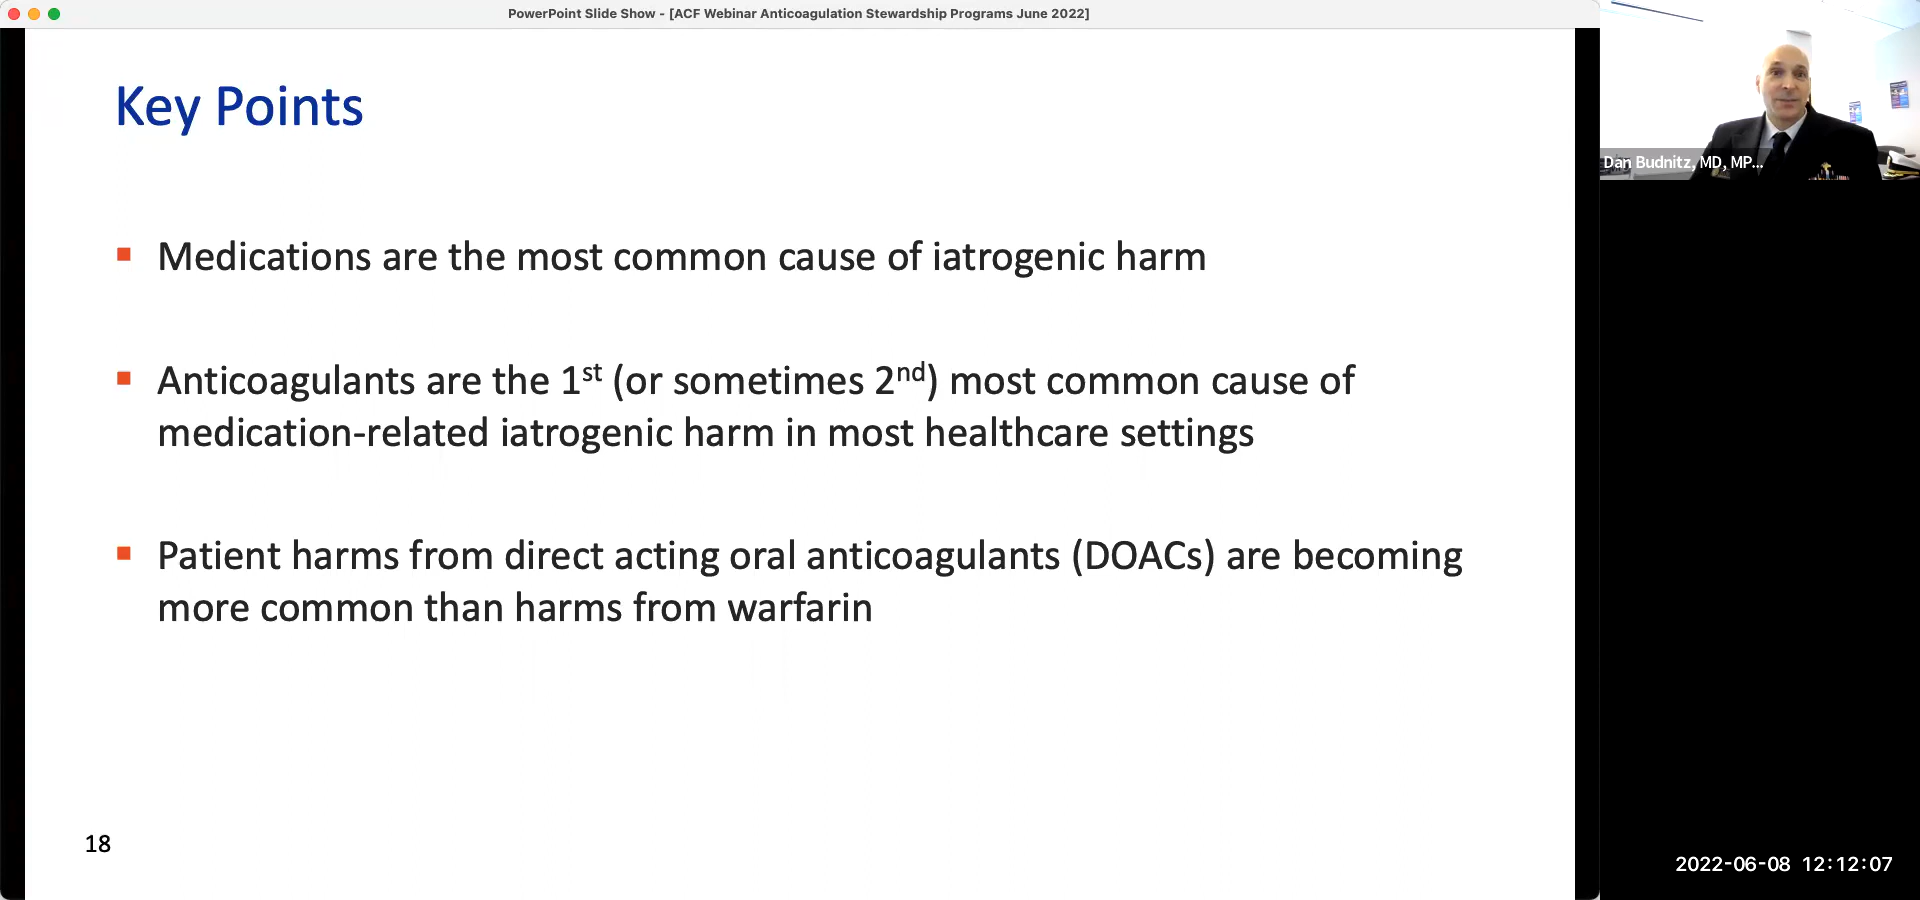 PowerPoint Slide Show - [ACF Webinar Anticoagulation Stewardship Programs June 2022]
Key Points
Medications are the most common cause of iatrogenic harm
Anticoagulants are the 1st (or sometimes 2nd) most common cause of
medication-related iatrogenic harm in most healthcare settings
Patient harms from direct acting oral anticoagulants (DOACs) are becoming
more common than harms from warfarin
18
Dan Budnitz, MD, MP...
2022-06-08 12:12:07